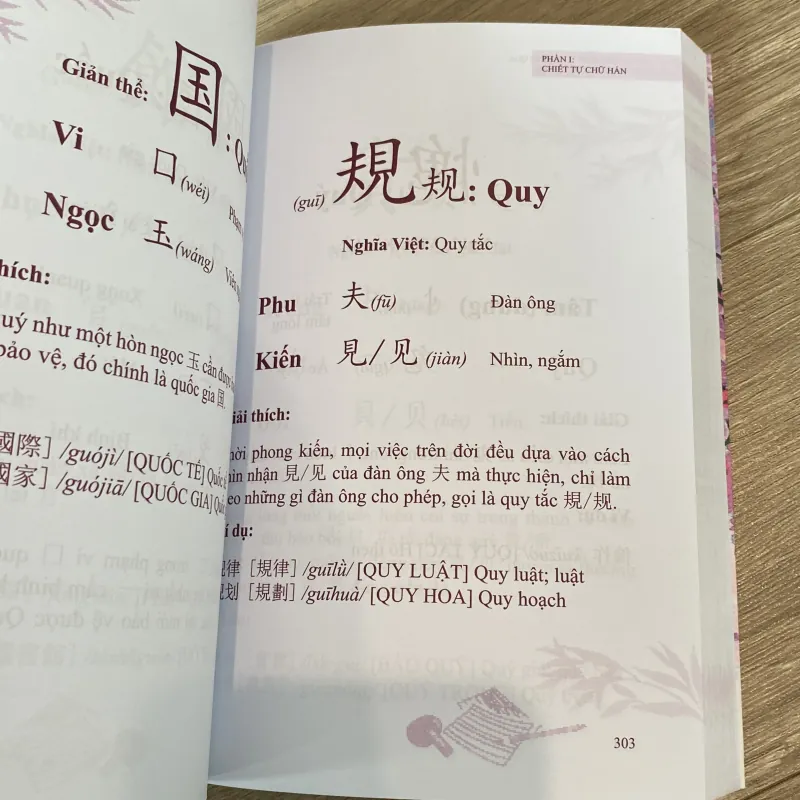 Giản thể: 国:
Vi 口 (wéi)
Ngọc 玉 (wáng)
thích:
quý như một hòn ngọc 玉 cần được
bảo vệ, đó chính là quốc gia 国.
國際] /guójì/ [QUỐC TẾ] Quốc
國家] /guójiā/ [QUỐC GIA] Quốc
PHẦN I:
CHIẾT TỰ CHỮ HÁN
(guī) 規 规: Quy
Nghĩa Việt: Quy tắc
Phu 夫 (fū) Đàn ông
Kiến 見/见 (jiàn) Nhìn, ngắm
iải thích:
hời phong kiến, mọi việc trên đời đều dựa vào cách
hìn nhận 見/见 của đàn ông 夫 mà thực hiện, chỉ làm
eo những gì đàn ông cho phép, gọi là quy tắc 規/规.
í dụ:
规律 [規律] /guīlǜ/ [QUY LUẬT] Quy luật; luật
规划 [規劃] /guīhuà/ [QUY HOA] Quy hoạch
303